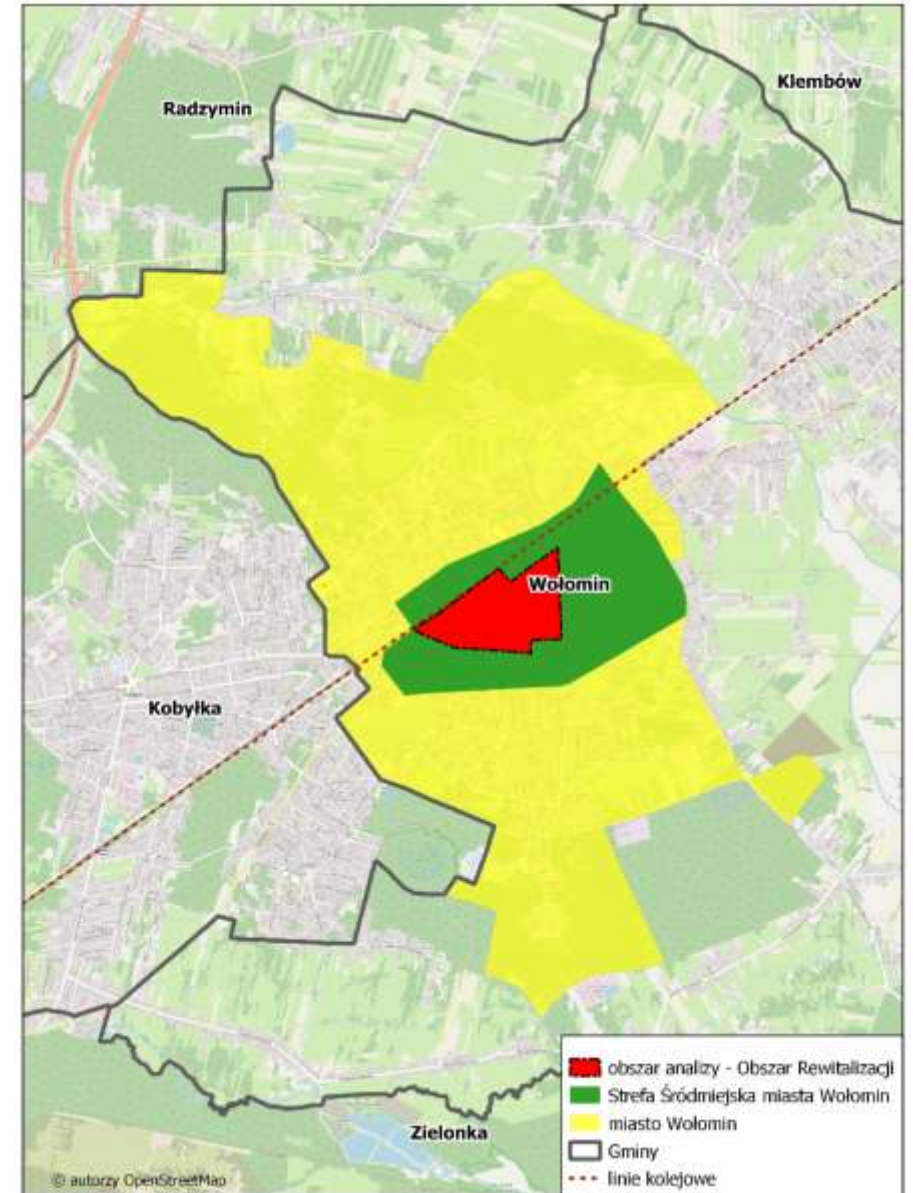 Klembów
Radzymin
Wołomin
Kobyłka
obszar analizy - Obszar Rewitalizacji
Strefa Śródmiejska miasta Wołomin
miasto Wołomin
Gminy
linie kolejowe
Zielonka
© autorzy OpenStreetMap